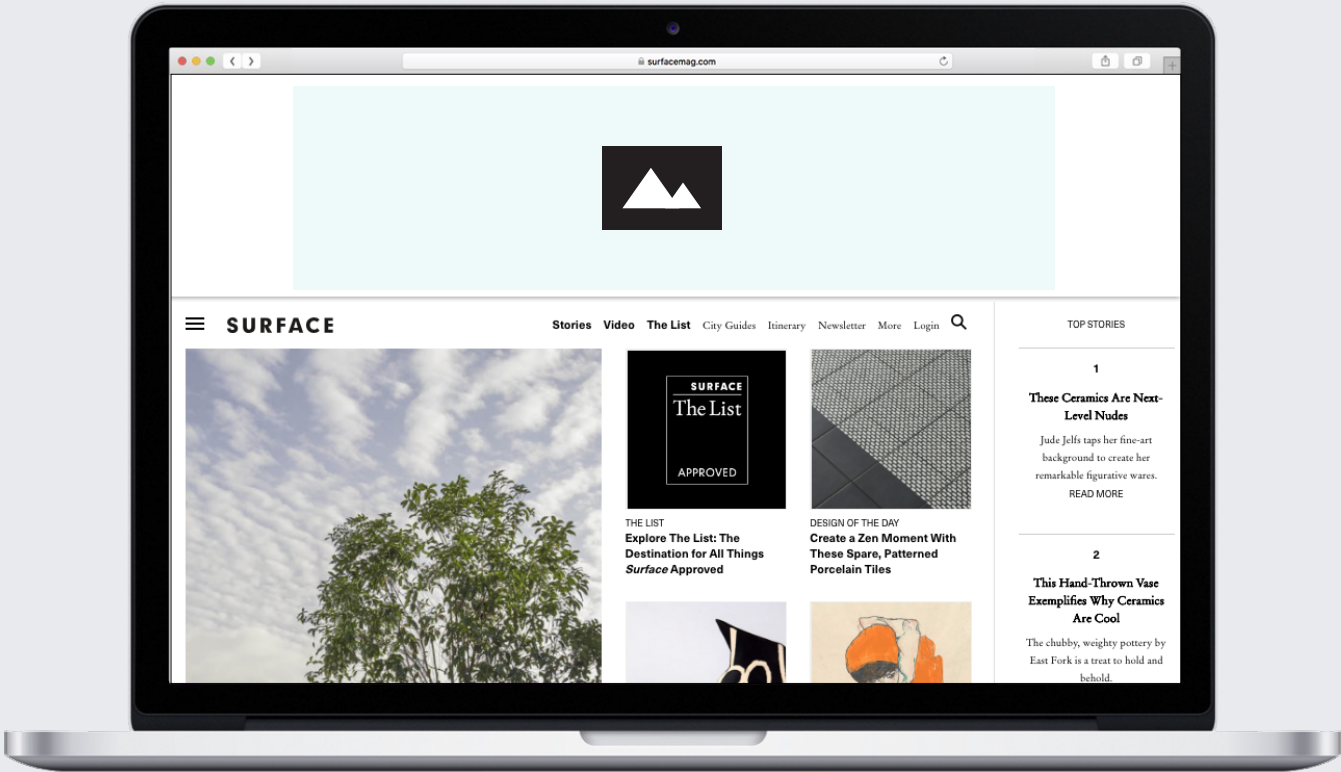 surfacemag.com
SURFACE
Stories Video The List City Guides Itinerary Newsletter More Login
SURFACE
The List
APPROVED
THE LIST
Explore The List: The
Destination for All Things
Surface Approved
DESIGN OF THE DAY
Create a Zen Moment With
These Spare, Patterned
Porcelain Tiles
TOP STORIES
1
These Ceramics Are Next-
Level Nudes
Jude Jelfs taps her fine-art
background to create her
remarkable figurative wares.
READ MORE
2
This Hand-Thrown Vase
Exemplifies Why Ceramics
Are Cool
The chubby, weighty pottery by
East Fork is a treat to hold and
behold.